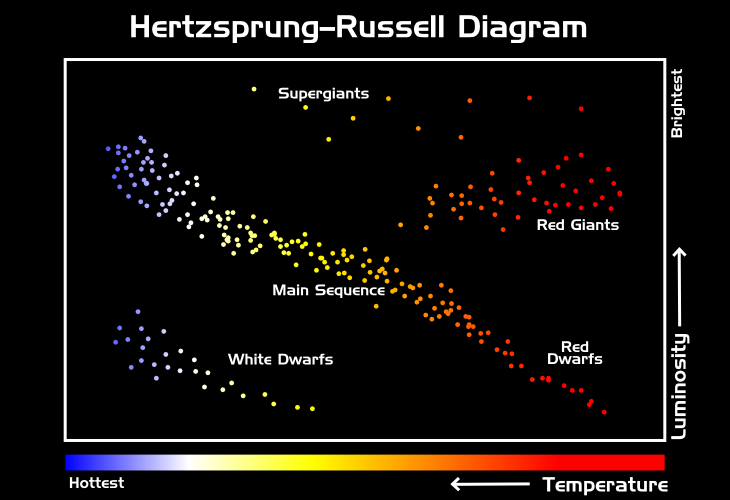 Hertzsprung–Russell Diagram
Supergiants
Brightest
Red Giants
Main Sequence
White Dwarfs
Red
Dwarfs
Luminosity
Hottest
Temperature